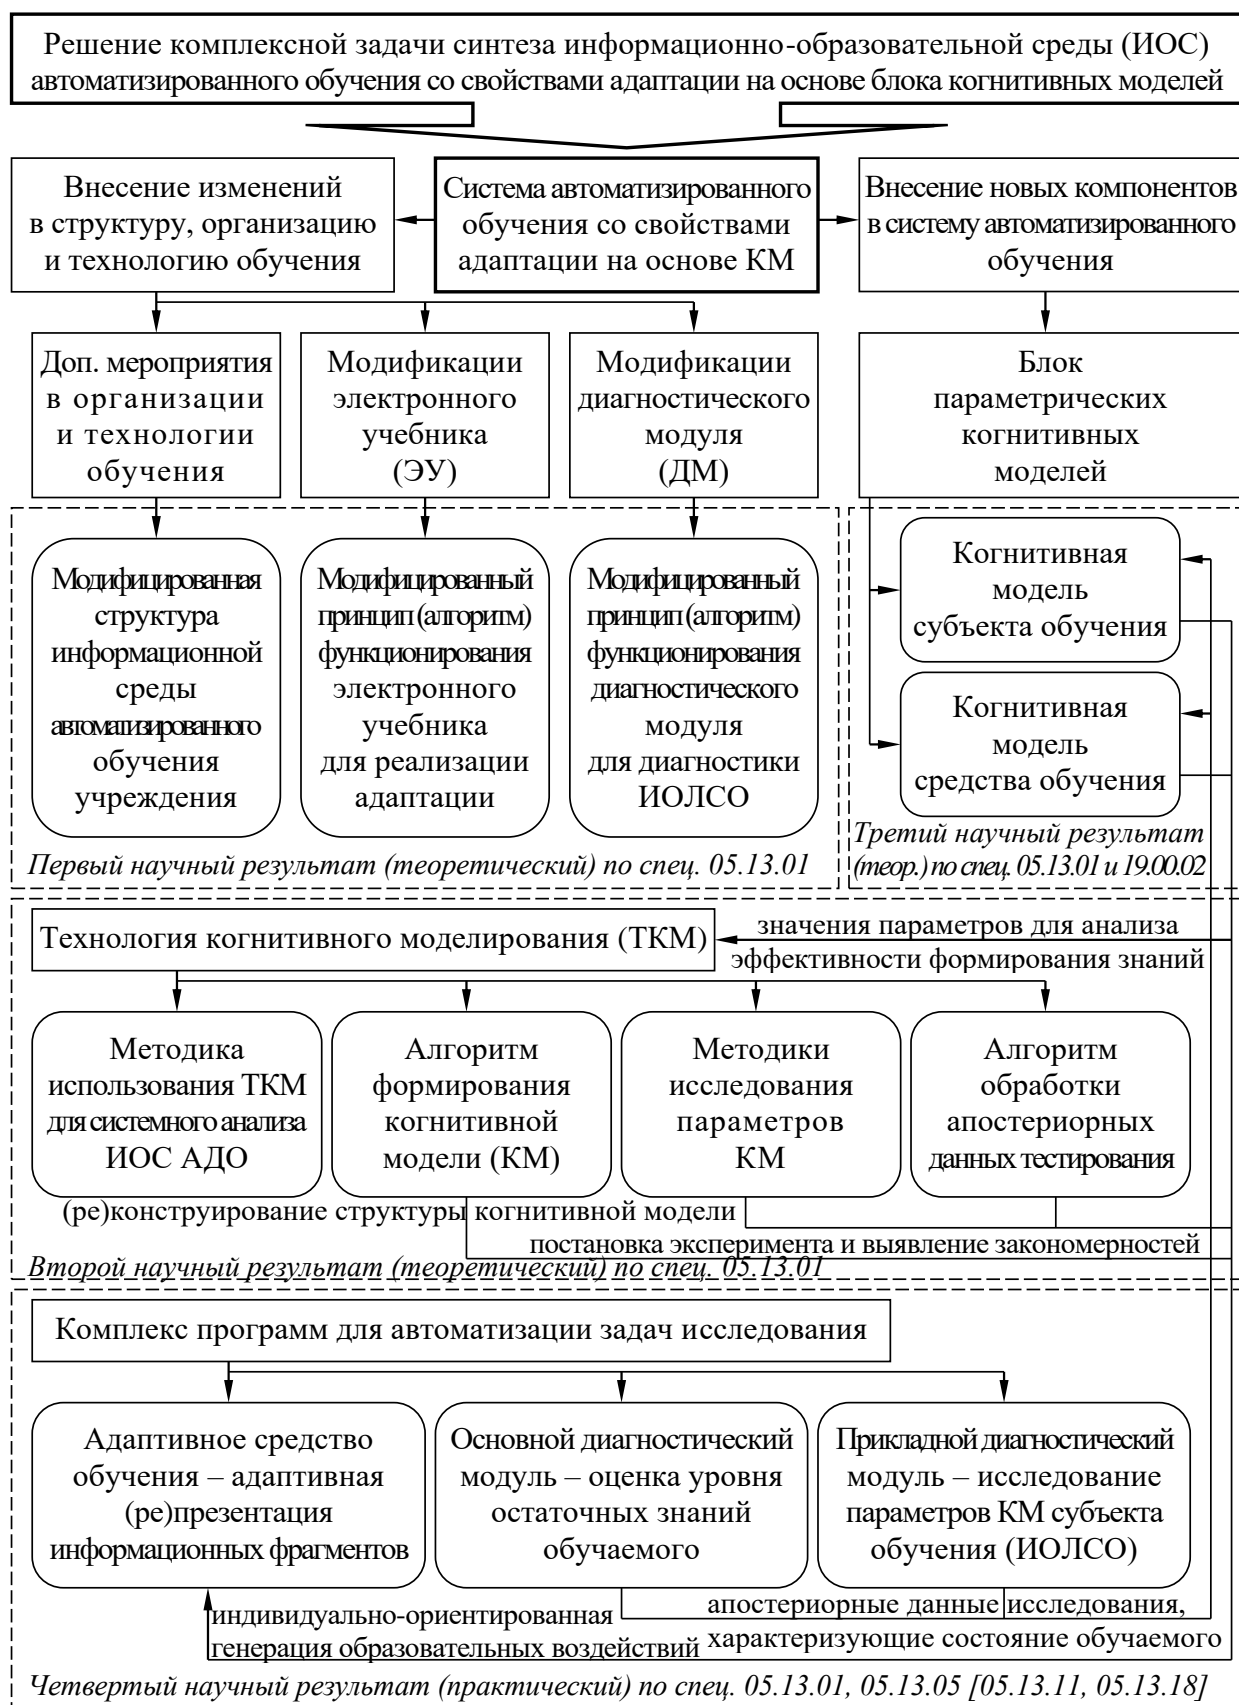 Решение комплексной задачи синтеза информационно-образовательной среды (ИОС)
автоматизированного обучения со свойствами адаптации на основе блока когнитивных моделей
Внесение изменений
в структуру, организацию
и технологию обучения
Система автоматизированного
обучения со свойствами
адаптации на основе КМ
Внесение новых компонентов
в систему автоматизированного
обучения
Доп. мероприятия
в организации
и технологии
обучения
Модификации
электронного
учебника
(ЭУ)
Модификации
диагностического
модуля
(ДМ)
Блок
параметрических
когнитивных
моделей
Модифицированная
структура
информационной
среды
автоматизированного
обучения
учреждения
Модифицированный
принцип (алгоритм)
функционирования
электронного
учебника
для реализации
адаптации
Модифицированный
принцип (алгоритм)
функционирования
диагностического
модуля
для диагностики
ИОЛСО
Когнитивная
модель
субъекта обучения
Когнитивная
модель
средства обучения
Первый научный результат (теоретический) по спец. 05.13.01
Третий научный результат
(теор.) по спец. 05.13.01 и 19.00.02
Технология когнитивного моделирования (ТКМ)
значения параметров для анализа
эффективности формирования знаний
Методика
использования ТКМ
для системного анализа
ИОС АДО
Алгоритм
формирования
когнитивной
модели (КМ)
Методики
исследования
параметров
КМ
Алгоритм
обработки
апостериорных
данных тестирования
(ре)конструирование структуры когнитивной модели
постановка эксперимента и выявление закономерностей
Второй научный результат (теоретический) по спец. 05.13.01
Комплекс программ для автоматизации задач исследования
Адаптивное средство
обучения – адаптивная
(ре)презентация
информационных фрагментов
Основной диагностический
модуль – оценка уровня
остаточных знаний
обучаемого
Прикладной диагностический
модуль – исследование
параметров КМ субъекта
обучения (ИОЛСО)
индивидуально-ориентированная
генерация образовательных воздействий
апостериорные данные исследования,
характеризующие состояние обучаемого
Четвертый научный результат (практический) по спец. 05.13.01, 05.13.05 [05.13.11, 05.13.18]